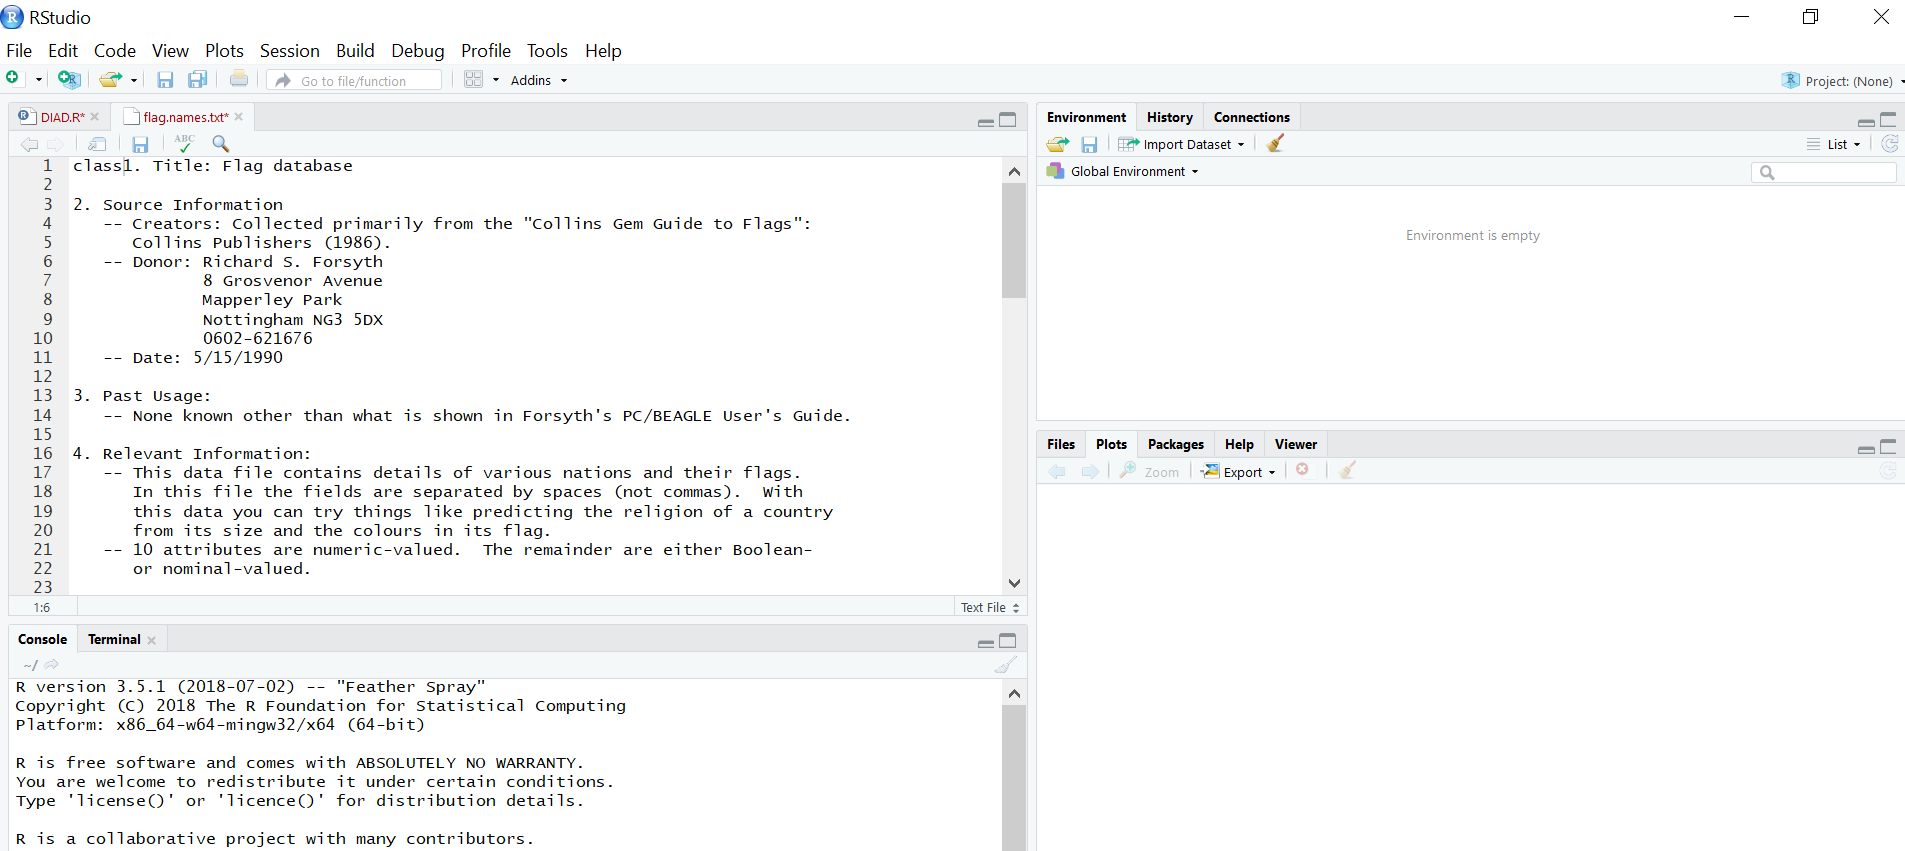 RStudio
File Edit Code View Plots Session Build Debug Profile Tools Help
Go to file/function Addins Project: (None)
DIAD.R* flag.names.txt*
ABC
1 class1. Title: Flag database
2
3 2. Source Information
4 -- Creators: Collected primarily from the "Collins Gem Guide to Flags":
5 Collins Publishers (1986).
6 -- Donor: Richard S. Forsyth
7 8 Grosvenor Avenue
8 Mapperley Park
9 Nottingham NG3 5DX
10 0602-621676
11 -- Date: 5/15/1990
12
13 3. Past Usage:
14 -- None known other than what is shown in Forsyth's PC/BEAGLE User's Guide.
15
16 4. Relevant Information:
17 -- This data file contains details of various nations and their flags.
18 In this file the fields are separated by spaces (not commas).  With
19 this data you can try things like predicting the religion of a country
20 from its size and the colours in its flag.
21 -- 10 attributes are numeric-valued.  The remainder are either Boolean-
22 or nominal-valued.
23
1:6 Text File
Console Terminal
~/
R version 3.5.1 (2018-07-02) -- "Feather Spray"
Copyright (C) 2018 The R Foundation for Statistical Computing
Platform: x86_64-w64-mingw32/x64 (64-bit)
R is free software and comes with ABSOLUTELY NO WARRANTY.
You are welcome to redistribute it under certain conditions.
Type 'license()' or 'licence()' for distribution details.
R is a collaborative project with many contributors.
Environment History Connections
Import Dataset List
Global Environment
Environment is empty
Files Plots Packages Help Viewer
Zoom Export